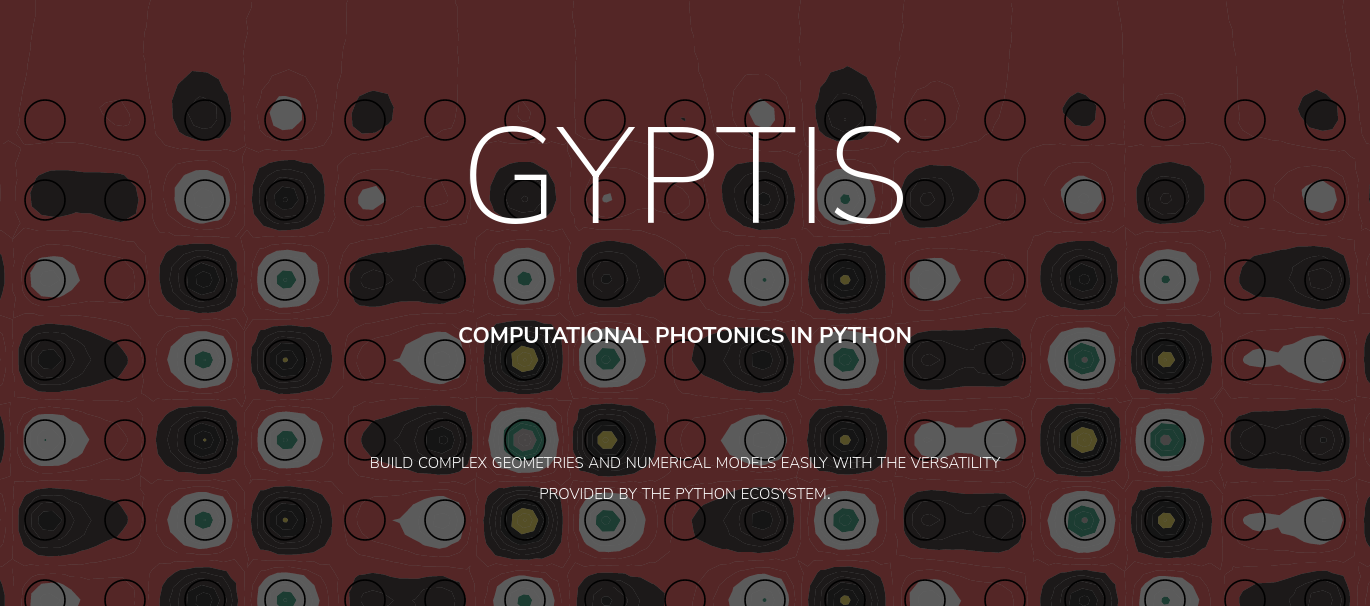 GYPTIS
COMPUTATIONAL PHOTONICS IN PYTHON
BUILD COMPLEX GEOMETRIES AND NUMERICAL MODELS EASILY WITH THE VERSATILITY
PROVIDED BY THE PYTHON ECOSYSTEM.